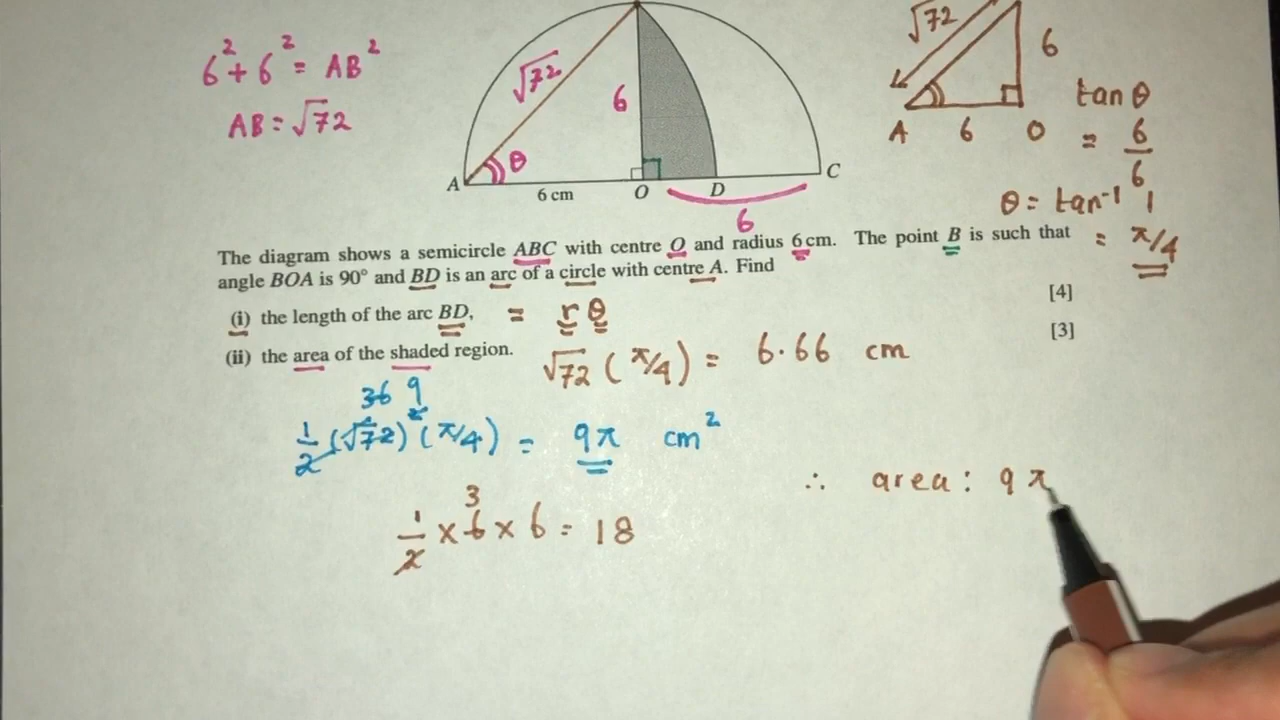 6² + 6² = AB²
AB = √72
√72
6
θ
A
6 cm
O
D
C
6
√72
6
A 6 O
tan θ
= 6/6
θ = tan⁻¹ 1
= π/4
The diagram shows a semicircle ABC with centre O and radius 6 cm. The point B is such that
angle BOA is 90° and BD is an arc of a circle with centre A. Find
(i) the length of the arc BD, = r θ [4]
(ii) the area of the shaded region. [3]
√72 (π/4) = 6.66 cm
36 9
1/2 (√72)² (π/4) = 9π cm²
3
1/2 × 6 × 6 = 18
∴ area: 9π